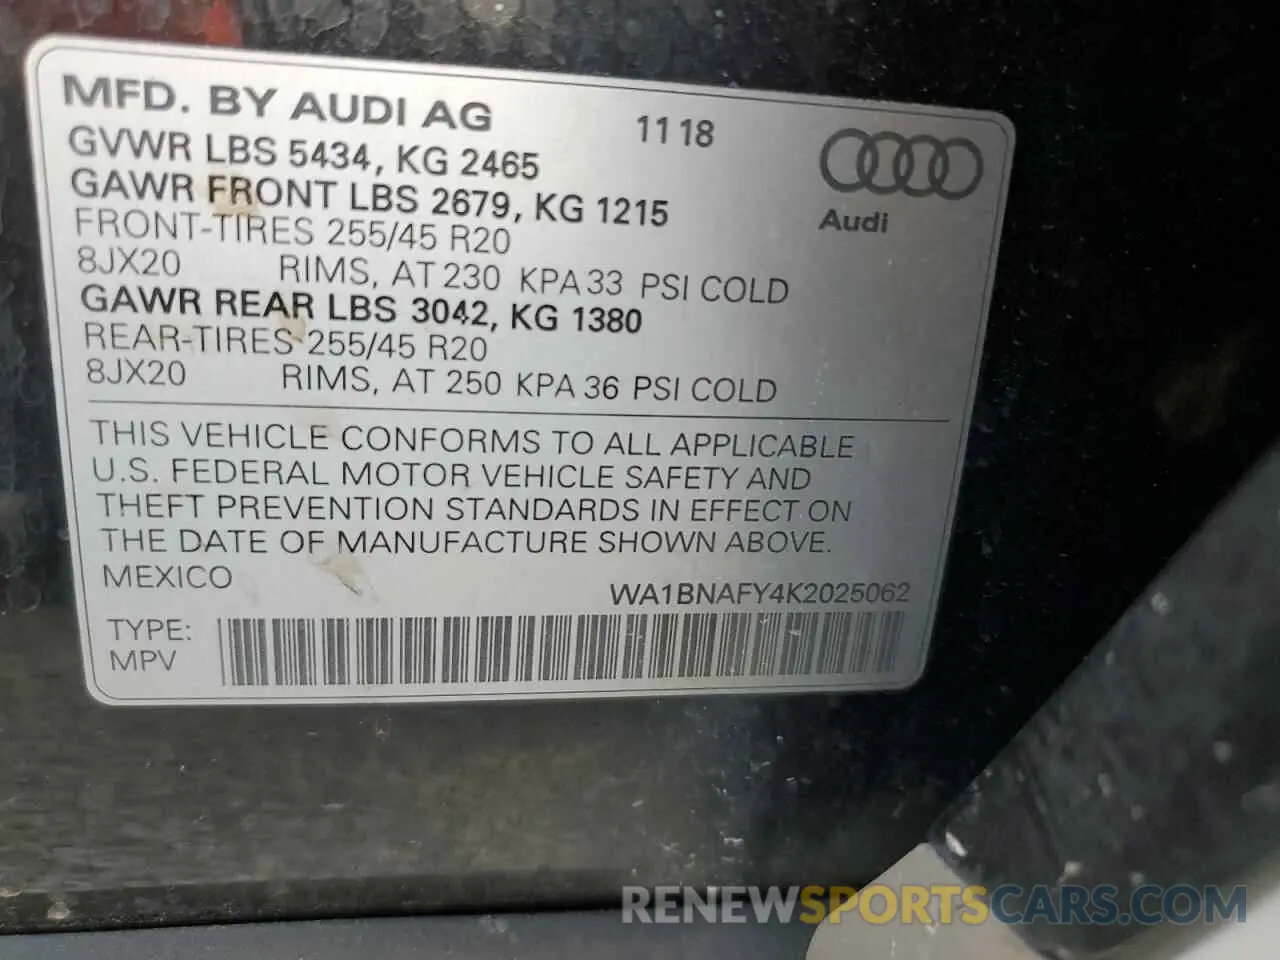 MFD. BY AUDI AG 11 18
GVWR LBS 5434, KG 2465
GAWR FRONT LBS 2679, KG 1215
Audi
FRONT-TIRES 255/45 R20
8JX20 RIMS, AT 230 KPA 33 PSI COLD
GAWR REAR LBS 3042, KG 1380
REAR-TIRES 255/45 R20
8JX20 RIMS, AT 250 KPA 36 PSI COLD
THIS VEHICLE CONFORMS TO ALL APPLICABLE
U.S. FEDERAL MOTOR VEHICLE SAFETY AND
THEFT PREVENTION STANDARDS IN EFFECT ON
THE DATE OF MANUFACTURE SHOWN ABOVE.
MEXICO WA1BNAFY4K2025062
TYPE:
MPV
RENEWSPORTSCARS.COM